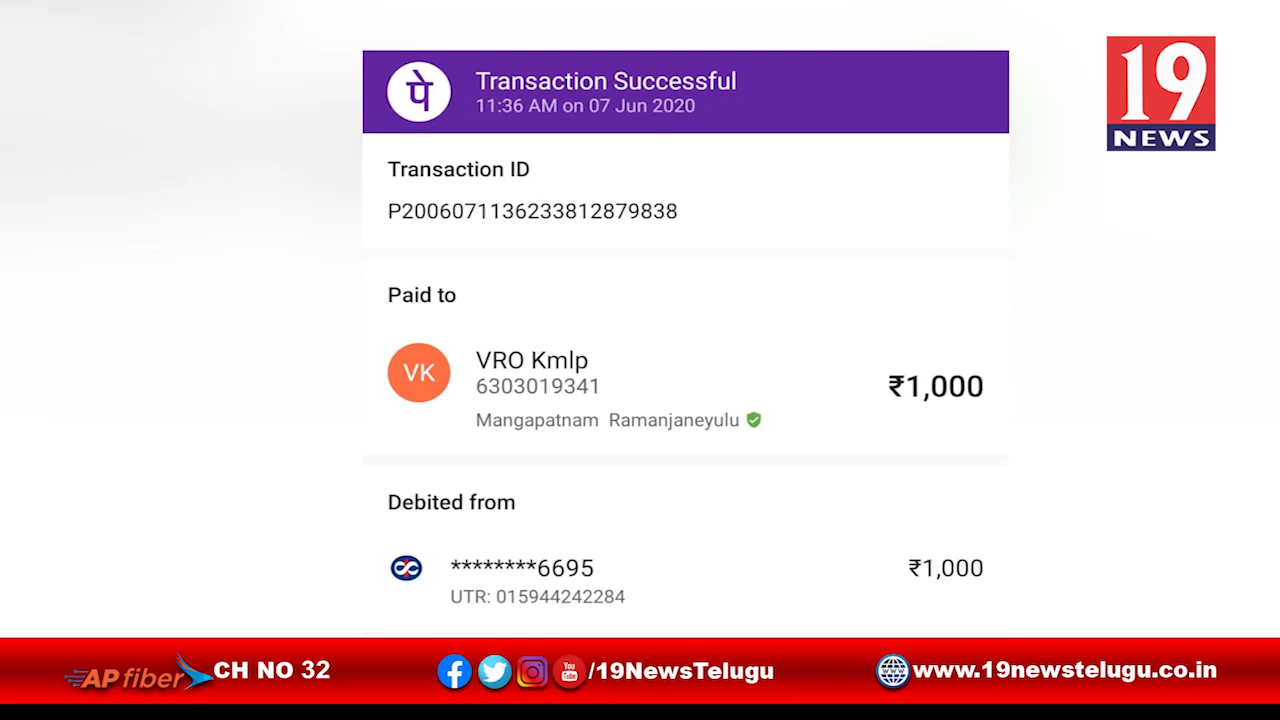 पे
Transaction Successful
11:36 AM on 07 Jun 2020
19
NEWS
Transaction ID
P2006071136233812879838
Paid to
VK
VRO Kmlp
6303019341
₹1,000
Mangapatnam Ramanjaneyulu
Debited from
********6695
₹1,000
UTR: 015944242284
AP fiber CH NO 32
You Tube
/19NewsTelugu
www.19newstelugu.co.in